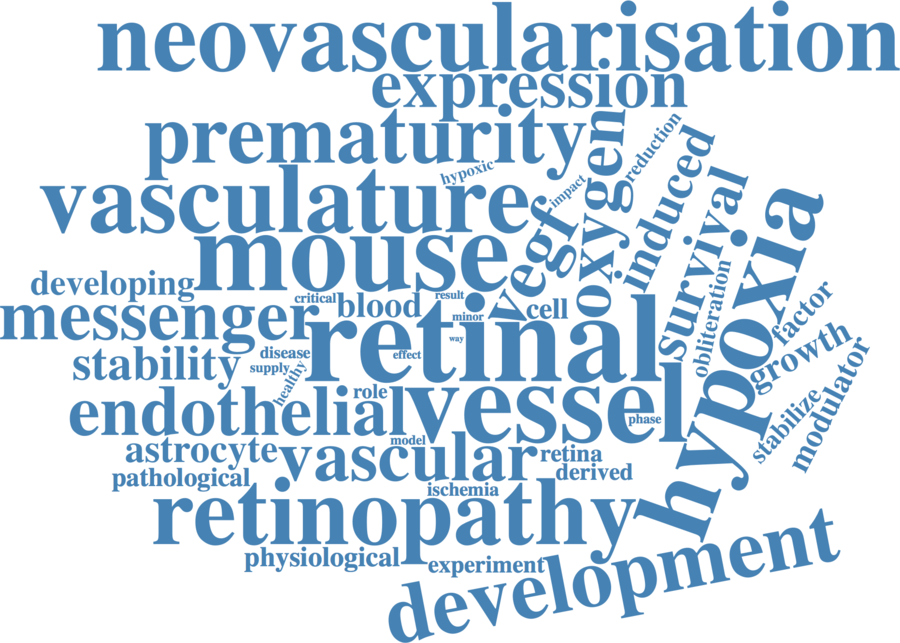 neovascularisation
expression
prematurity
hypoxic
impact
oxygen
reduction
induced
vasculature
vegf
survival
hypoxia
mouse
developing
critical
blood
result
minor
cell
obliteration
factor
messenger
retinal
way
growth
stability
disease
supply
effect
healthy
role
modulator
stabilize
endothelial
vessel
phase
model
astrocyte
vascular
retina
derived
pathological
ischemia
retinopathy
physiological
experiment
development